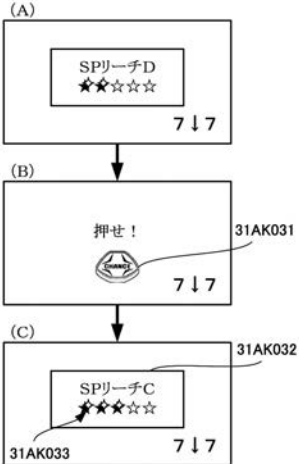 (A)
SPリーチD
★★☆☆☆
7↓7
(B)
押せ！
31AK031
CHANCE
7↓7
(C)
31AK032
SPリーチC
★★★☆☆
31AK033
7↓7